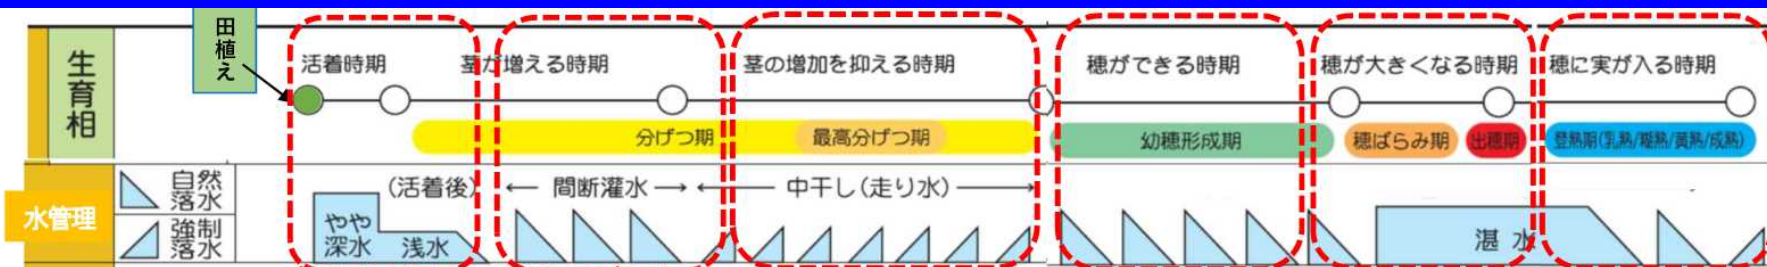 田植え
生育相
活着時期
茎が増える時期
茎の増加を抑える時期
穂ができる時期
穂が大きくなる時期
穂に実が入る時期
分げつ期
最高分げつ期
幼穂形成期
穂ばらみ期
出穂期
登熟期(乳熟/糊熟/黄熟/成熟)
水管理
自然
落水
強制
落水
(活着後)
← 間断灌水 →
← 中干し(走り水) →
やや
深水
浅水
湛水